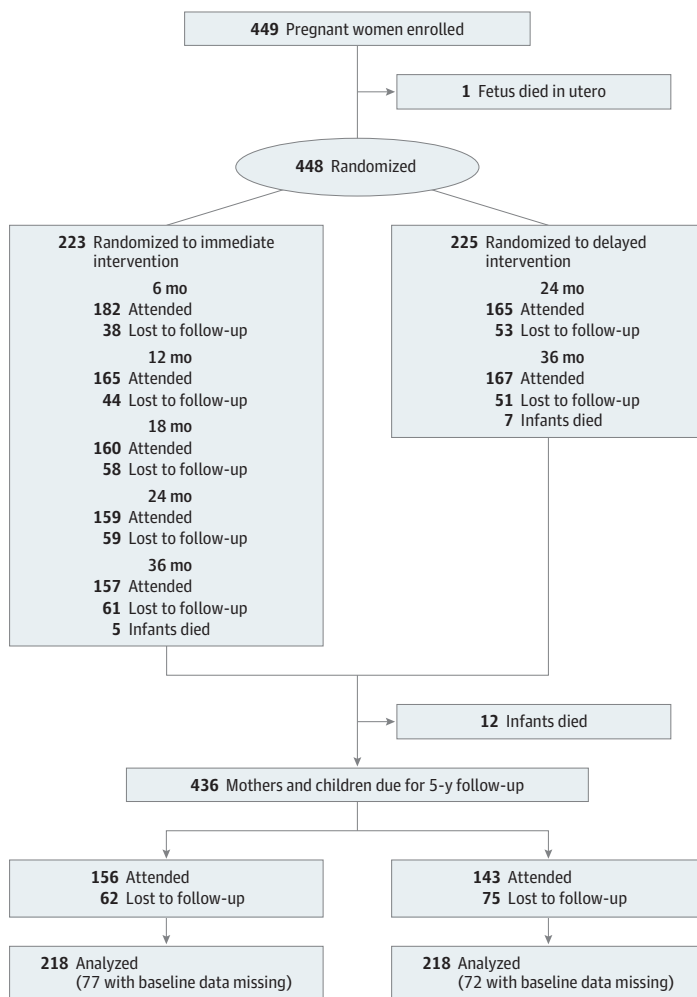 449 Pregnant women enrolled
1 Fetus died in utero
448 Randomized
223 Randomized to immediate
intervention
6 mo
182 Attended
38 Lost to follow-up
12 mo
165 Attended
44 Lost to follow-up
18 mo
160 Attended
58 Lost to follow-up
24 mo
159 Attended
59 Lost to follow-up
36 mo
157 Attended
61 Lost to follow-up
5 Infants died
225 Randomized to delayed
intervention
24 mo
165 Attended
53 Lost to follow-up
36 mo
167 Attended
51 Lost to follow-up
7 Infants died
12 Infants died
436 Mothers and children due for 5-y follow-up
156 Attended
62 Lost to follow-up
143 Attended
75 Lost to follow-up
218 Analyzed
(77 with baseline data missing)
218 Analyzed
(72 with baseline data missing)